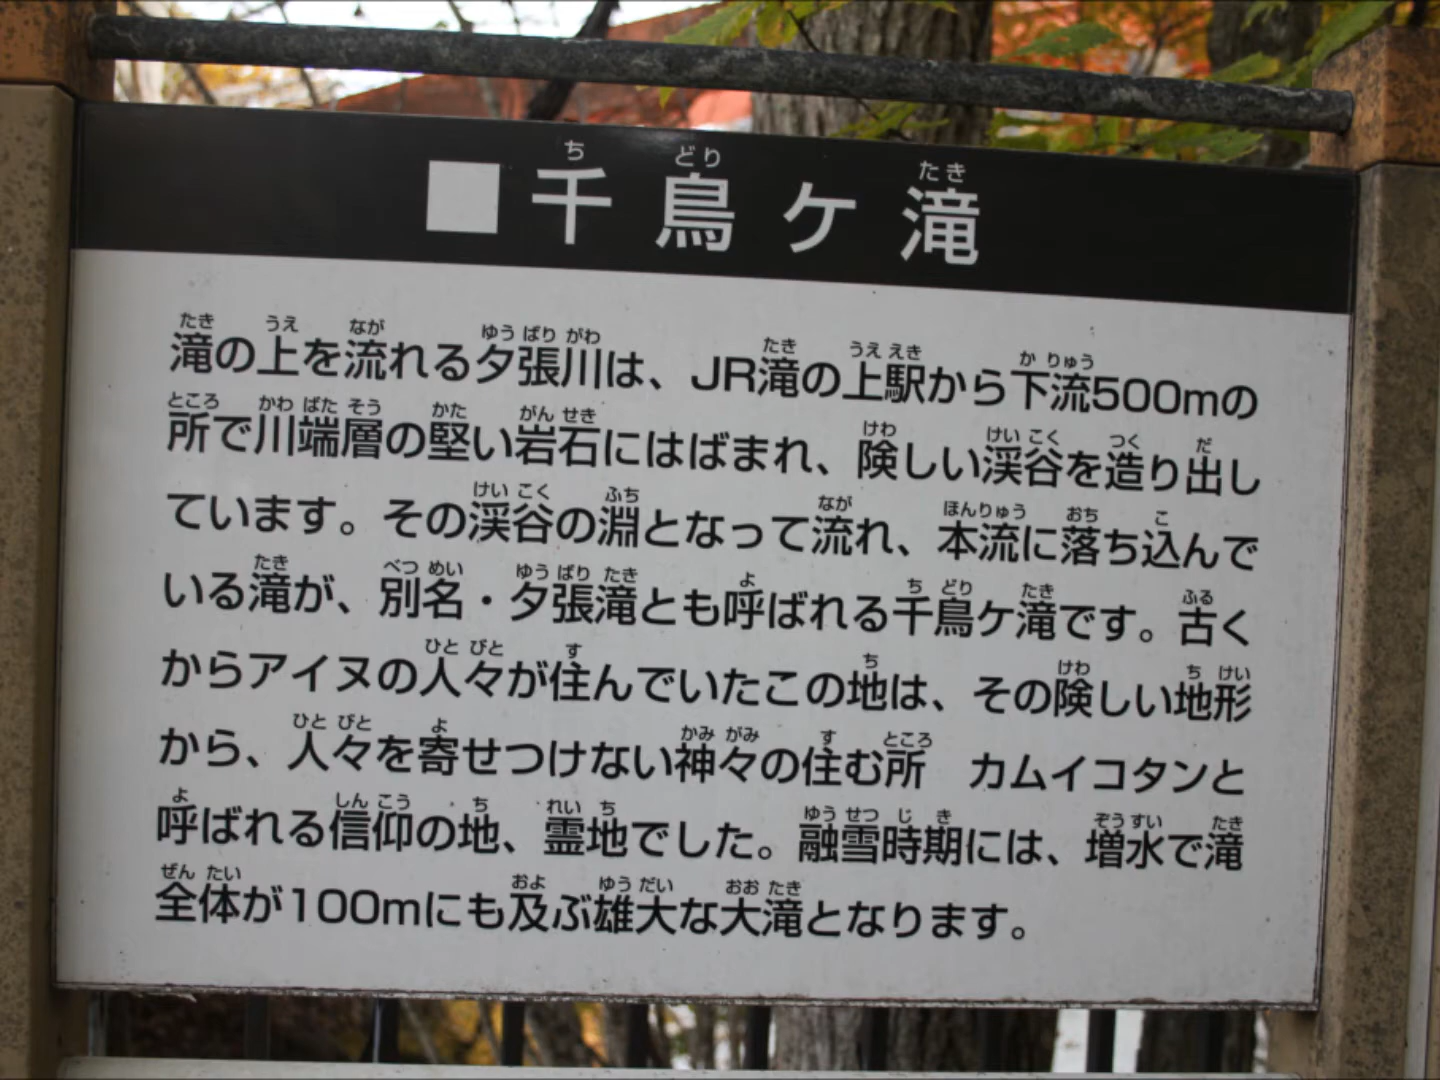 ■千鳥ケ滝
滝の上を流れる夕張川は、JR滝の上駅から下流500mの
所で川端層の堅い岩石にはばまれ、険しい渓谷を造り出し
ています。その渓谷の淵となって流れ、本流に落ち込んで
いる滝が、別名・夕張滝とも呼ばれる千鳥ケ滝です。古く
からアイヌの人々が住んでいたこの地は、その険しい地形
から、人々を寄せつけない神々の住む所　カムイコタンと
呼ばれる信仰の地、霊地でした。融雪時期には、増水で滝
全体が100mにも及ぶ雄大な大滝となります。